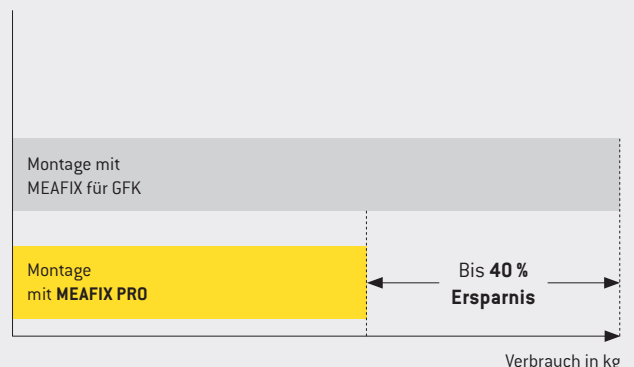 Montage mit
MEAFIX für GFK
Montage
mit MEAFIX PRO
Bis 40 %
Ersparnis
Verbrauch in kg